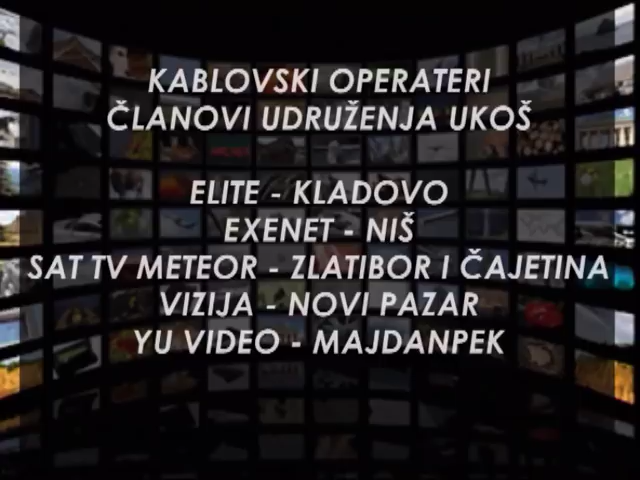 KABLOVSKI OPERATERI
ČLANOVI UDRUŽENJA UKOŠ
ELITE - KLADOVO
EXENET - NIŠ
SAT TV METEOR - ZLATIBOR I ČAJETINA
VIZIJA - NOVI PAZAR
YU VIDEO - MAJDANPEK